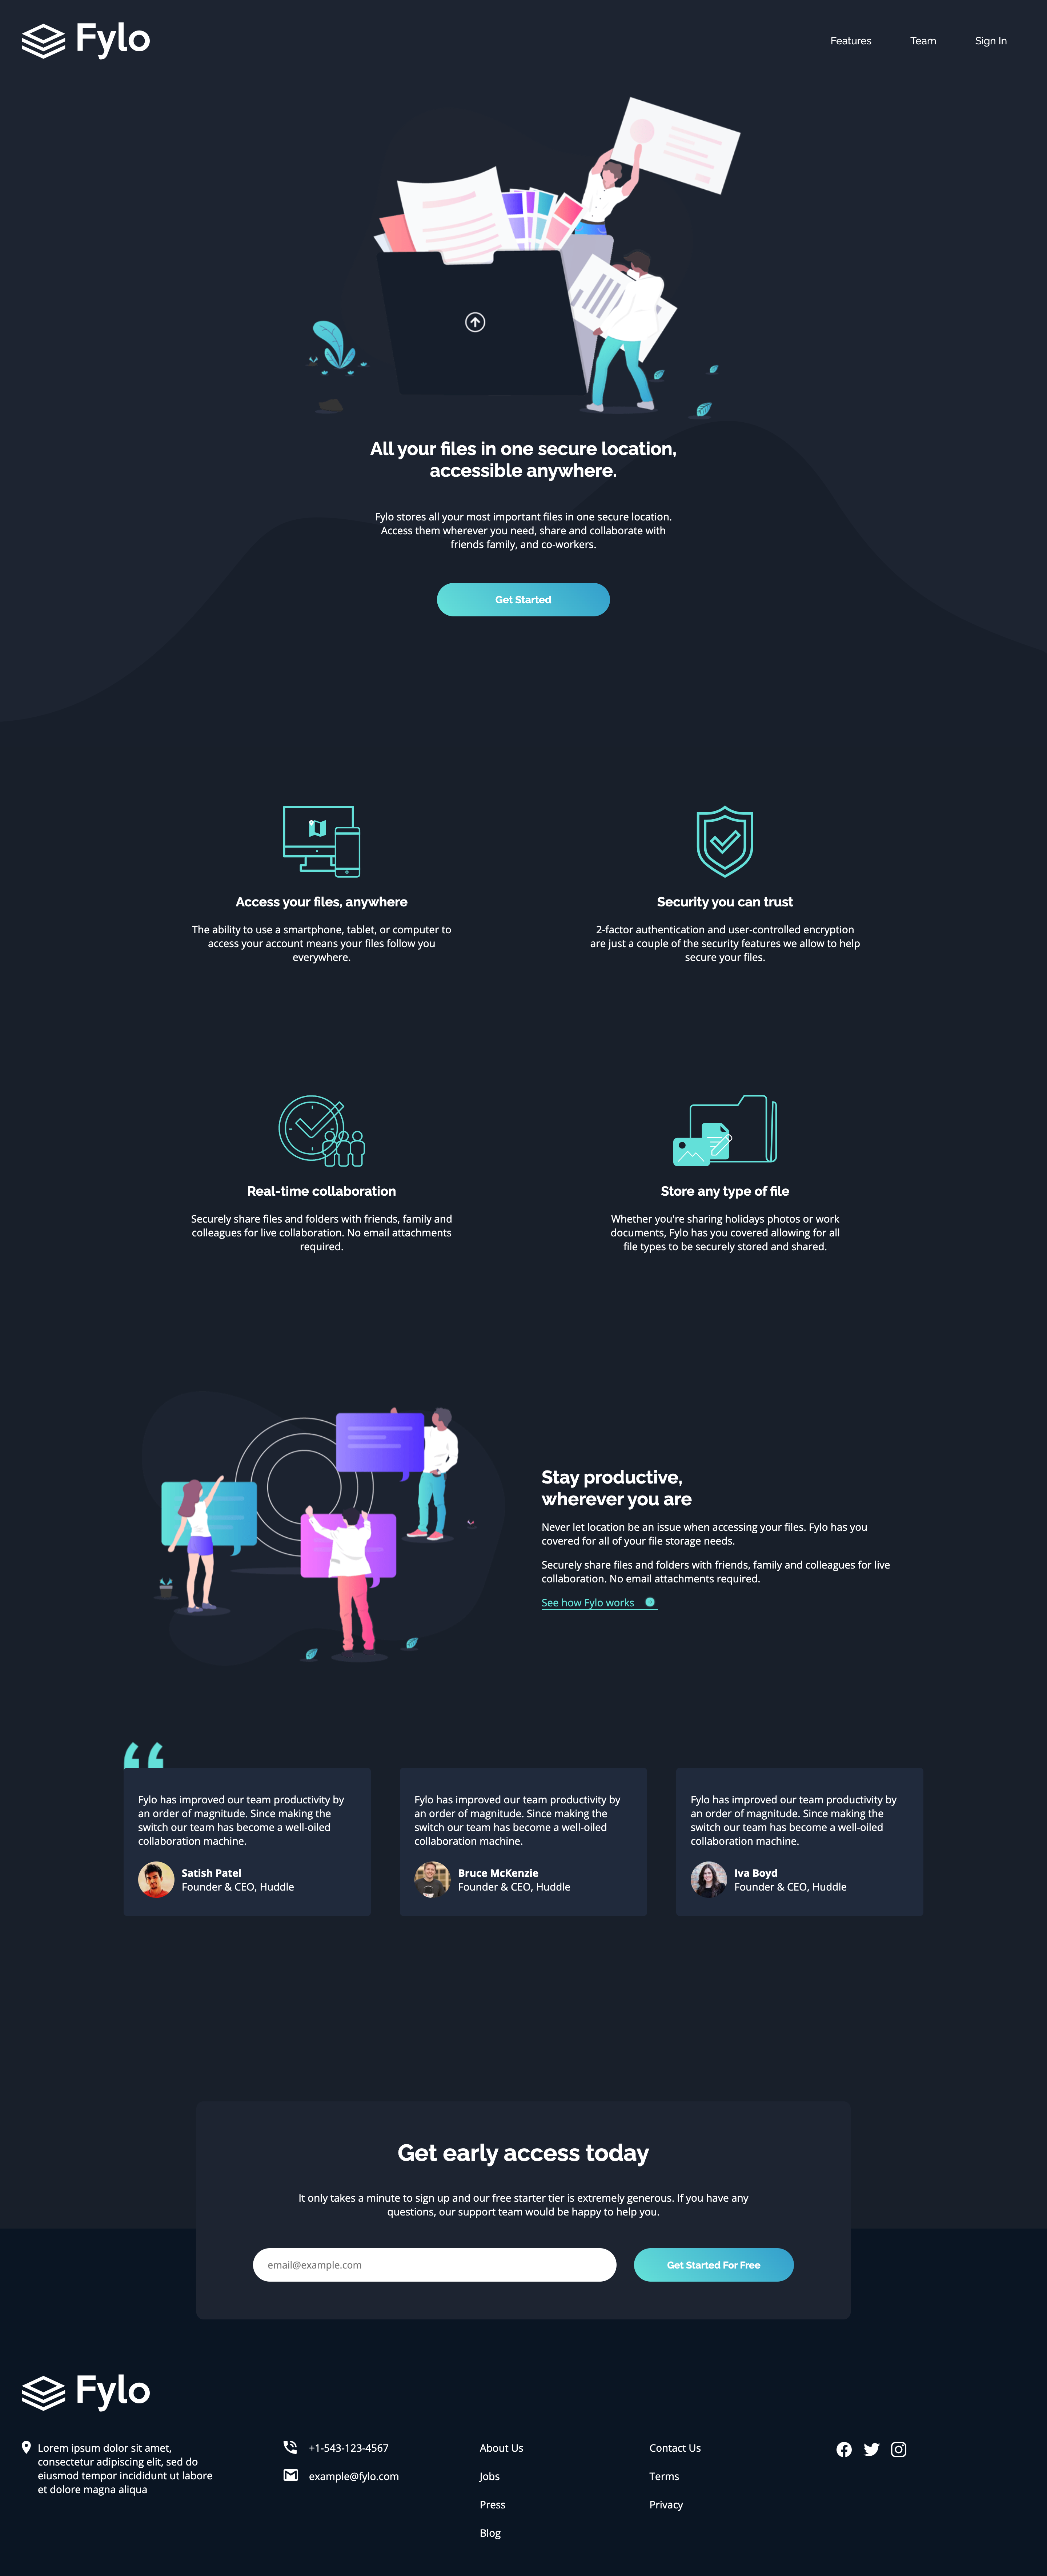 Fylo
Features
Team
Sign In
All your files in one secure location,
accessible anywhere.
Fylo stores all your most important files in one secure location.
Access them wherever you need, share and collaborate with
friends family, and co-workers.
Get Started
Access your files, anywhere
The ability to use a smartphone, tablet, or computer to
access your account means your files follow you
everywhere.
Security you can trust
2-factor authentication and user-controlled encryption
are just a couple of the security features we allow to help
secure your files.
Real-time collaboration
Securely share files and folders with friends, family and
colleagues for live collaboration. No email attachments
required.
Store any type of file
Whether you're sharing holidays photos or work
documents, Fylo has you covered allowing for all
file types to be securely stored and shared.
Stay productive,
wherever you are
Never let location be an issue when accessing your files. Fylo has you
covered for all of your file storage needs.
Securely share files and folders with friends, family and colleagues for live
collaboration. No email attachments required.
See how Fylo works
Fylo has improved our team productivity by
an order of magnitude. Since making the
switch our team has become a well-oiled
collaboration machine.
Satish Patel
Founder & CEO, Huddle
Fylo has improved our team productivity by
an order of magnitude. Since making the
switch our team has become a well-oiled
collaboration machine.
Bruce McKenzie
Founder & CEO, Huddle
Fylo has improved our team productivity by
an order of magnitude. Since making the
switch our team has become a well-oiled
collaboration machine.
Iva Boyd
Founder & CEO, Huddle
Get early access today
It only takes a minute to sign up and our free starter tier is extremely generous. If you have any
questions, our support team would be happy to help you.
email@example.com
Get Started For Free
Fylo
Lorem ipsum dolor sit amet,
consectetur adipiscing elit, sed do
eiusmod tempor incididunt ut labore
et dolore magna aliqua
+1-543-123-4567
example@fylo.com
About Us
Jobs
Press
Blog
Contact Us
Terms
Privacy